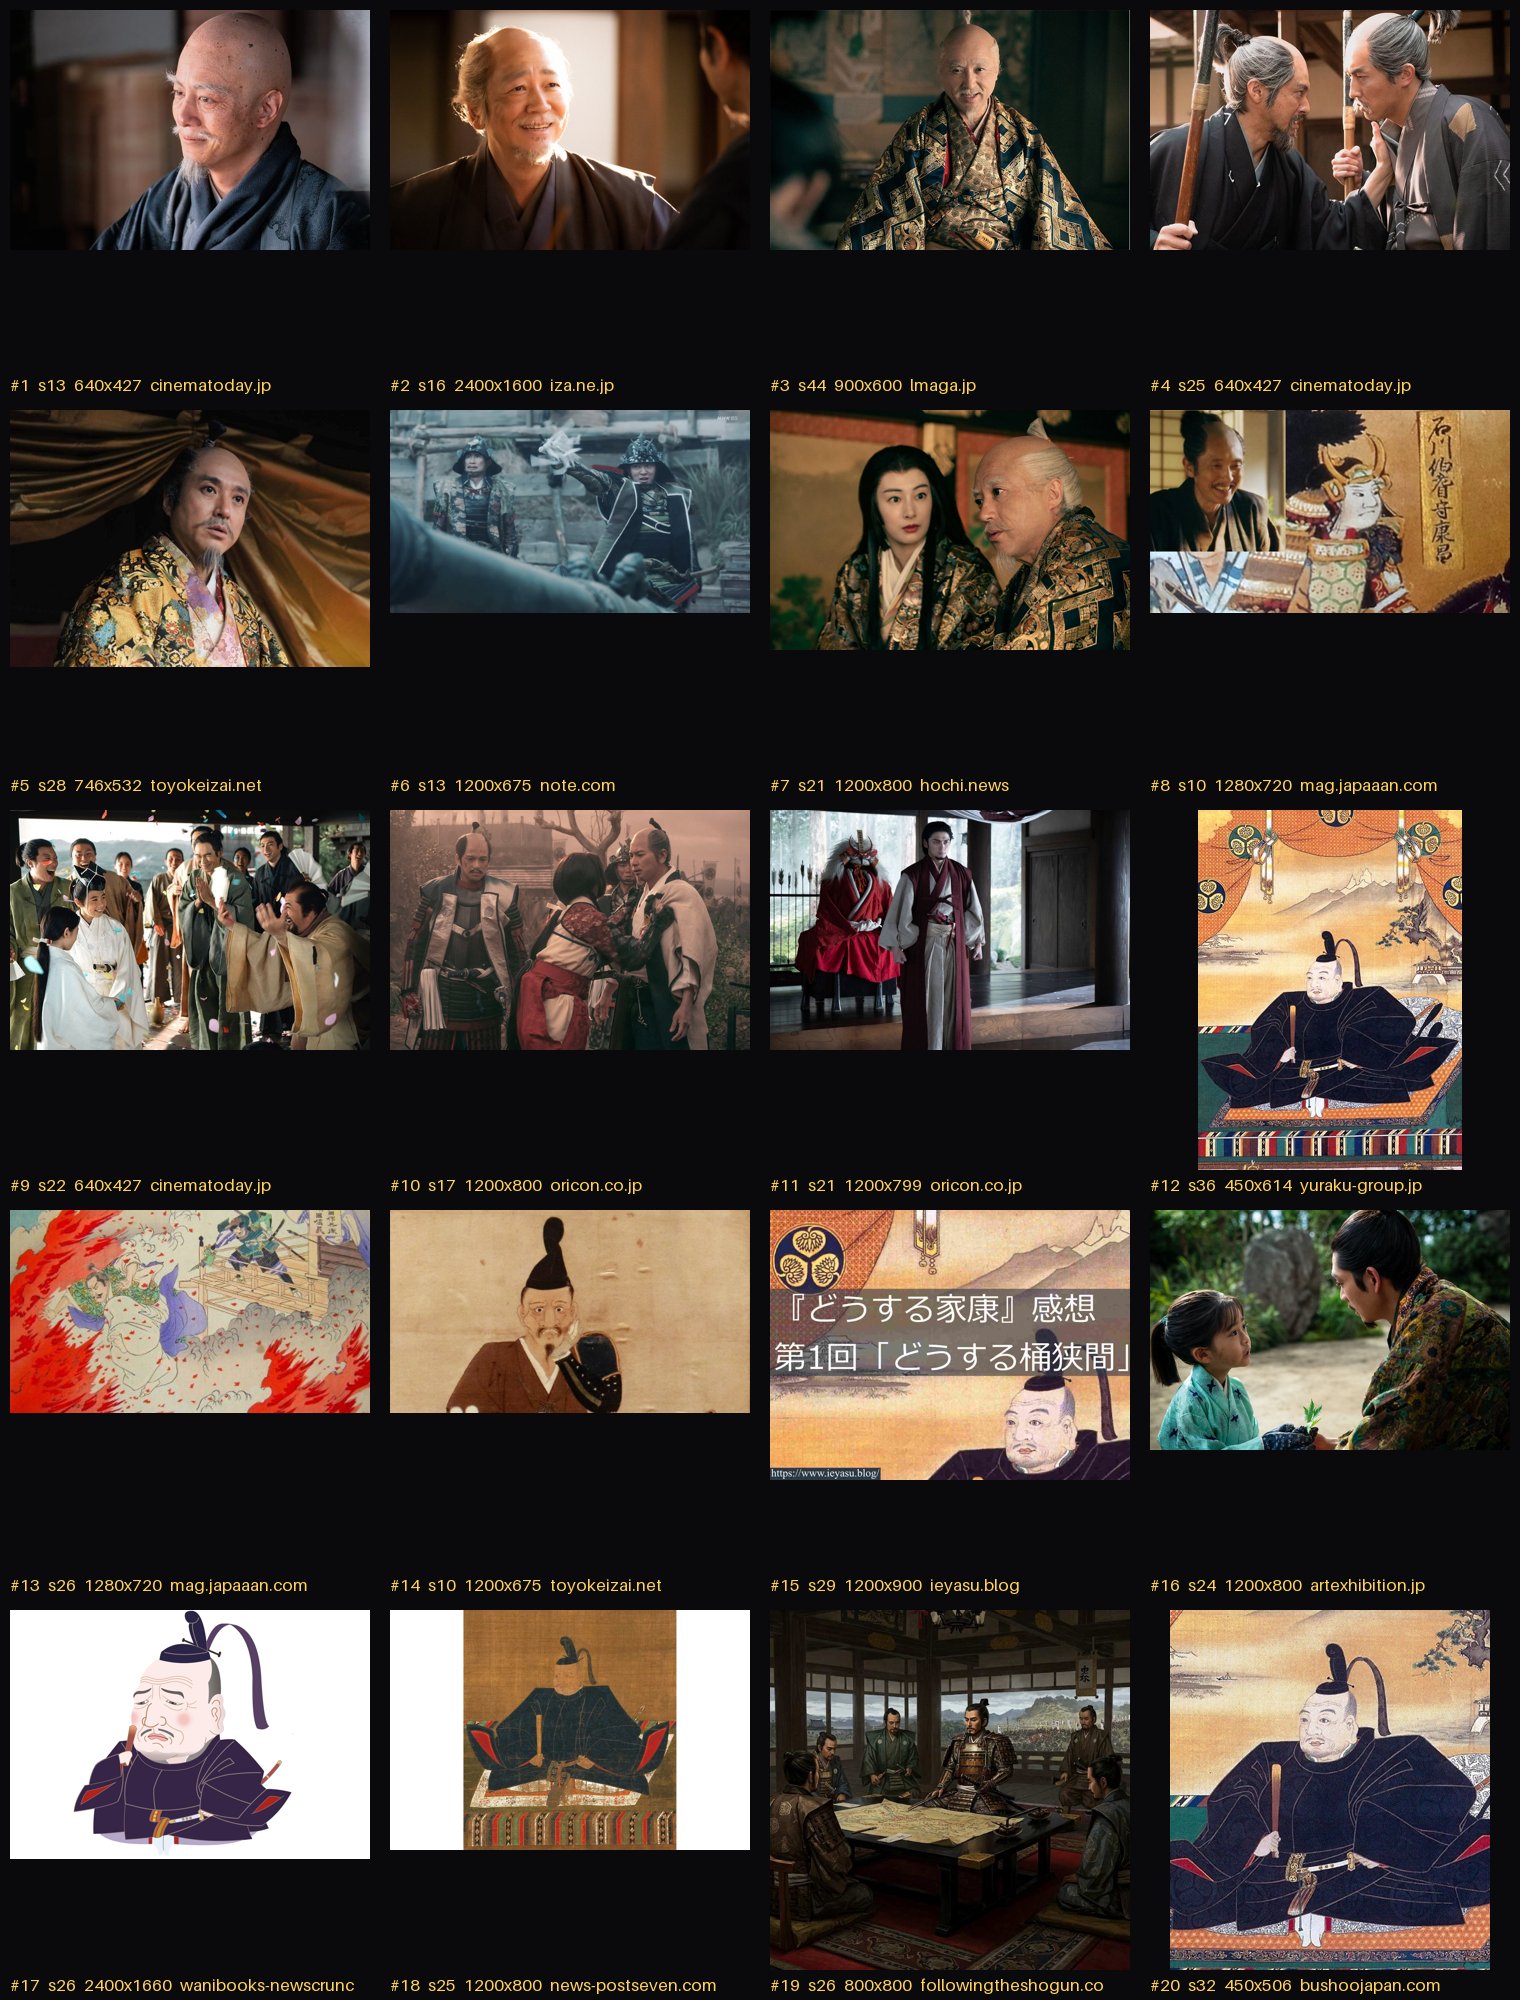 #1 s13 640x427 cinematoday.jp
#2 s16 2400x1600 iza.ne.jp
#3 s44 900x600 lmaga.jp
#4 s25 640x427 cinematoday.jp
石川伯耆守康昌
#5 s28 746x532 toyokeizai.net
#6 s13 1200x675 note.com
#7 s21 1200x800 hochi.news
#8 s10 1280x720 mag.japaaan.com
#9 s22 640x427 cinematoday.jp
#10 s17 1200x800 oricon.co.jp
#11 s21 1200x799 oricon.co.jp
#12 s36 450x614 yuraku-group.jp
『どうする家康』感想
第1回「どうする桶狭間」
https://www.ieyasu.blog/
#13 s26 1280x720 mag.japaaan.com
#14 s10 1200x675 toyokeizai.net
#15 s29 1200x900 ieyasu.blog
#16 s24 1200x800 artexhibition.jp
#17 s26 2400x1660 wanibooks-newscrunc
#18 s25 1200x800 news-postseven.com
#19 s26 800x800 followingtheshogun.co
#20 s32 450x506 bushoojapan.com